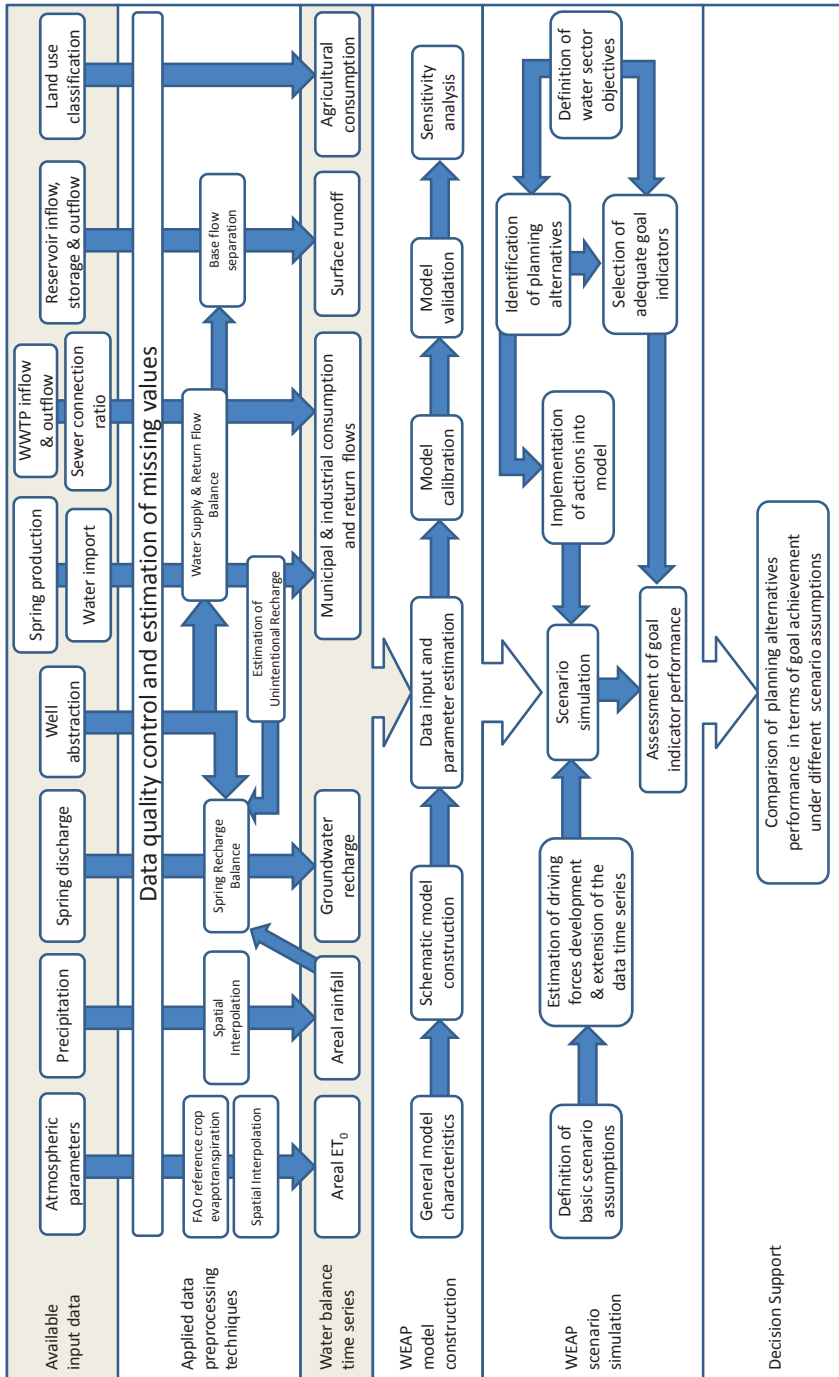 Available
input data
Atmospheric
parameters
Precipitation
Spring discharge
Well
abstraction
Spring production
Water import
WWTP inflow
& outflow
Sewer connection
ratio
Reservoir inflow,
storage & outflow
Land use
classification
Applied data
preprocessing
techniques
Data quality control and estimation of missing values
FAO reference crop
evapotranspiration
Spatial Interpolation
Spatial
Interpolation
Spring Recharge
Balance
Estimation of
Unintentional Recharge
Water Supply & Return Flow
Balance
Base flow
separation
Water balance
time series
Areal ET0
Areal rainfall
Groundwater
recharge
Municipal & industrial consumption
and return flows
Surface runoff
Agricultural
consumption
WEAP
model
construction
General model
characteristics
Schematic model
construction
Data input and
parameter estimation
Model
calibration
Model
validation
Sensitivity
analysis
WEAP
scenario
simulation
Definition of
basic scenario
assumptions
Estimation of driving
forces development
& extension of the
data time series
Scenario
simulation
Implementation
of actions into
model
Identification
of planning
alternatives
Definition of
water sector
objectives
Assessment of goal
indicator performance
Selection of
adequate goal
indicators
Decision Support
Comparison of planning alternatives
performance in terms of goal achievement
under different scenario assumptions